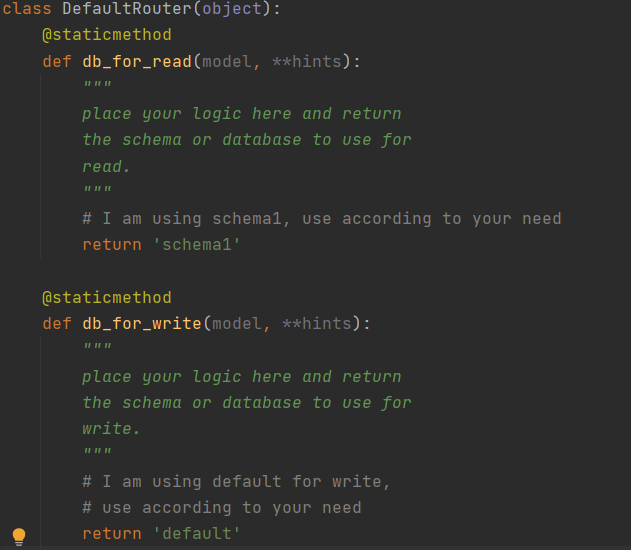 class DefaultRouter(object):
    @staticmethod
    def db_for_read(model, **hints):
        """
        place your logic here and return
        the schema or database to use for
        read.
        """
        # I am using schema1, use according to your need
        return 'schema1'

    @staticmethod
    def db_for_write(model, **hints):
        """
        place your logic here and return
        the schema or database to use for
        write.
        """
        # I am using default for write,
        # use according to your need
        return 'default'